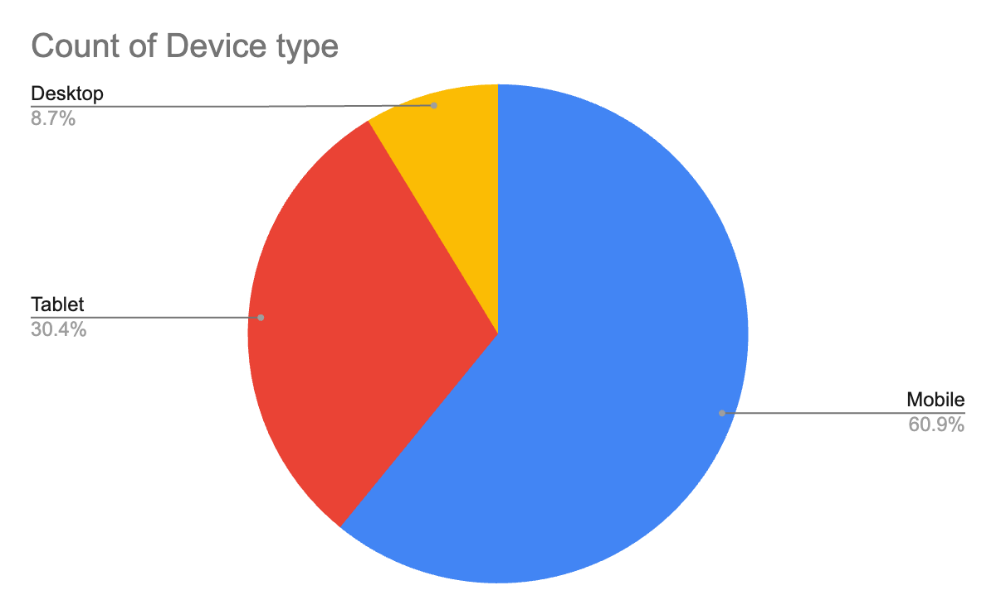 Count of Device type
Desktop
8.7%
Tablet
30.4%
Mobile
60.9%